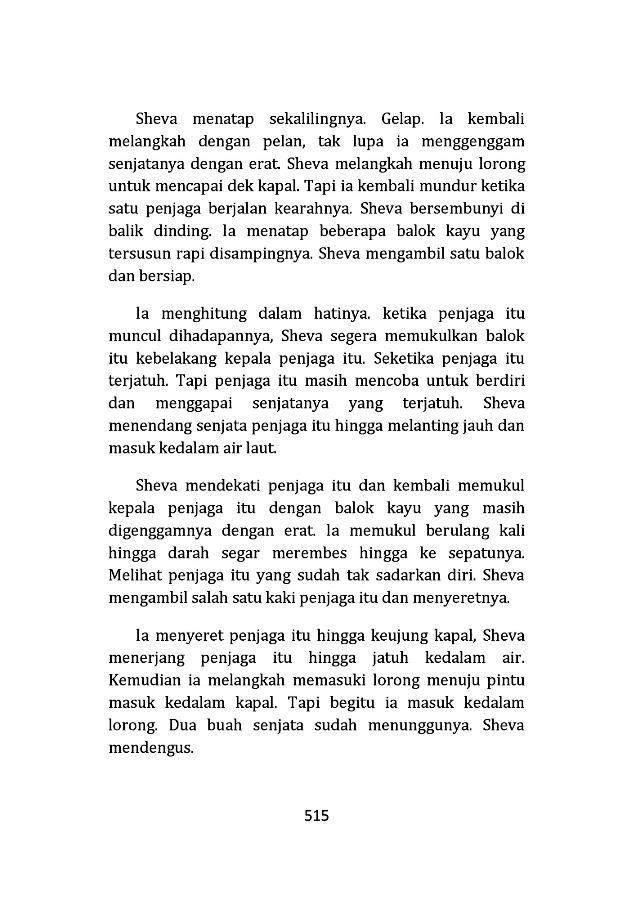 Sheva menatap sekalilingnya. Gelap. Ia kembali
melangkah dengan pelan, tak lupa ia menggenggam
senjatanya dengan erat. Sheva melangkah menuju lorong
untuk mencapai dek kapal. Tapi ia kembali mundur ketika
satu penjaga berjalan kearahnya. Sheva bersembunyi di
balik dinding. Ia menatap beberapa balok kayu yang
tersusun rapi disampingnya. Sheva mengambil satu balok
dan bersiap.
Ia menghitung dalam hatinya. ketika penjaga itu
muncul dihadapannya, Sheva segera memukulkan balok
itu kebelakang kepala penjaga itu. Seketika penjaga itu
terjatuh. Tapi penjaga itu masih mencoba untuk berdiri
dan menggapai senjatanya yang terjatuh. Sheva
menendang senjata penjaga itu hingga melanting jauh dan
masuk kedalam air laut.
Sheva mendekati penjaga itu dan kembali memukul
kepala penjaga itu dengan balok kayu yang masih
digenggamnya dengan erat. Ia memukul berulang kali
hingga darah segar merembes hingga ke sepatunya.
Melihat penjaga itu yang sudah tak sadarkan diri. Sheva
mengambil salah satu kaki penjaga itu dan menyeretnya.
Ia menyeret penjaga itu hingga keujung kapal, Sheva
menerjang penjaga itu hingga jatuh kedalam air.
Kemudian ia melangkah memasuki lorong menuju pintu
masuk kedalam kapal. Tapi begitu ia masuk kedalam
lorong. Dua buah senjata sudah menunggunya. Sheva
mendengus.
515